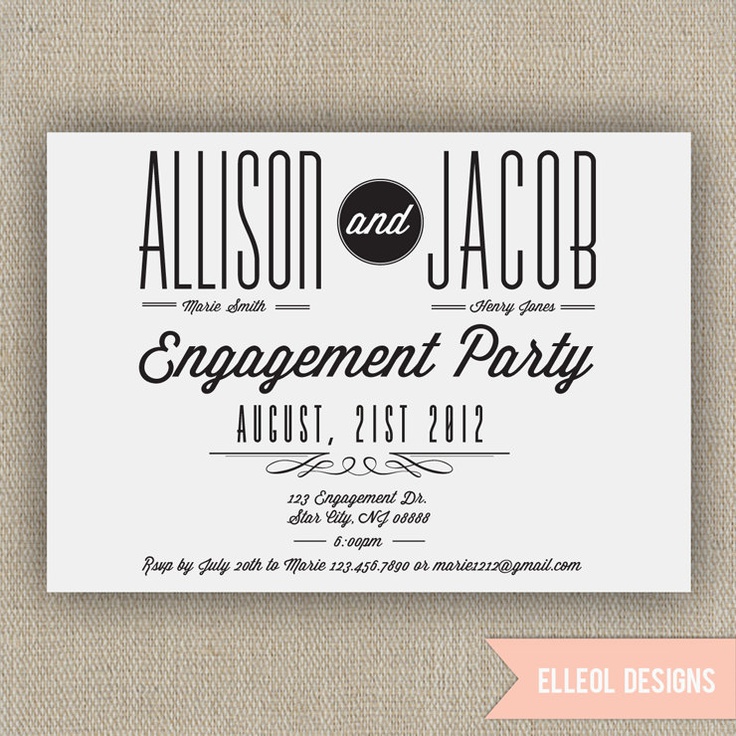 ALLISON and JACOB
Marie Smith Henry Jones
Engagement Party
AUGUST, 21ST 2012
123 Engagement Dr.
Star City, NJ 08888
6:00pm
Rsvp by July 20th to Marie 123.456.7890 or marie1212@gmail.com
ELLEOL DESIGNS